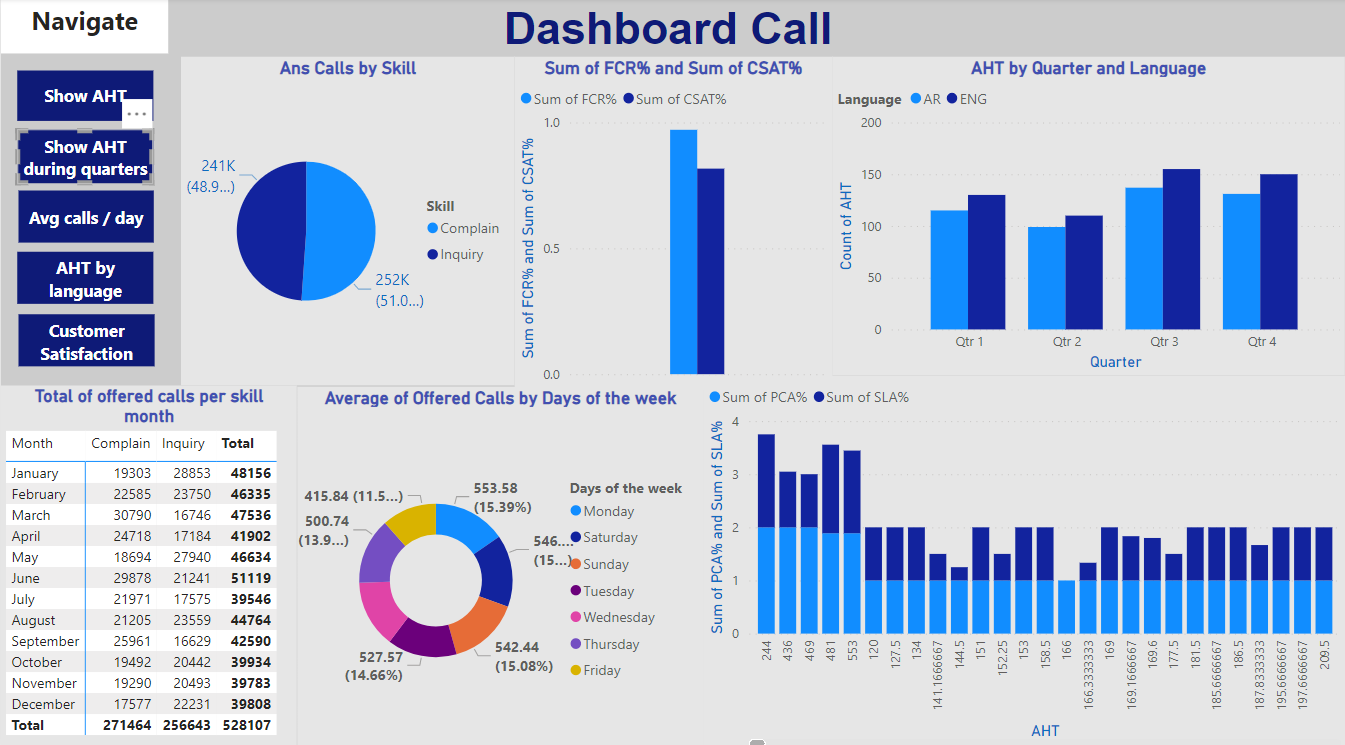 Navigate
Dashboard Call
Show AHT
...
Show AHT
during quarters
Avg calls / day
AHT by
language
Customer
Satisfaction
Ans Calls by Skill
241K
(48.9...)
252K
(51.0...)
Skill
Complain
Inquiry
Sum of FCR% and Sum of CSAT%
Sum of FCR% Sum of CSAT%
Sum of FCR% and Sum of CSAT%
1.0
0.5
0.0
AHT by Quarter and Language
Language AR ENG
Count of AHT
200
150
100
50
0
Qtr 1 Qtr 2 Qtr 3 Qtr 4
Quarter
Total of offered calls per skill
month
Month Complain Inquiry Total
January 19303 28853 48156
February 22585 23750 46335
March 30790 16746 47536
April 24718 17184 41902
May 18694 27940 46634
June 29878 21241 51119
July 21971 17575 39546
August 21205 23559 44764
September 25961 16629 42590
October 19492 20442 39934
November 19290 20493 39783
December 17577 22231 39808
Total 271464 256643 528107
Average of Offered Calls by Days of the week
415.84 (11.5...)
553.58
(15.39%)
500.74
(13.9...)
546....
(15...)
542.44
(15.08%)
527.57
(14.66%)
Days of the week
Monday
Saturday
Sunday
Tuesday
Wednesday
Thursday
Friday
Sum of PCA% Sum of SLA%
Sum of PCA% and Sum of SLA%
4
3
2
1
0
244 436 469 481 553 120 127.5 134 141.1666667 144.5 151 152.25 153 158.5 166 166.3333333 169 169.1666667 169.6 177.5 181.5 185.6666667 186.5 187.8333333 195.6666667 197.6666667 209.5
AHT